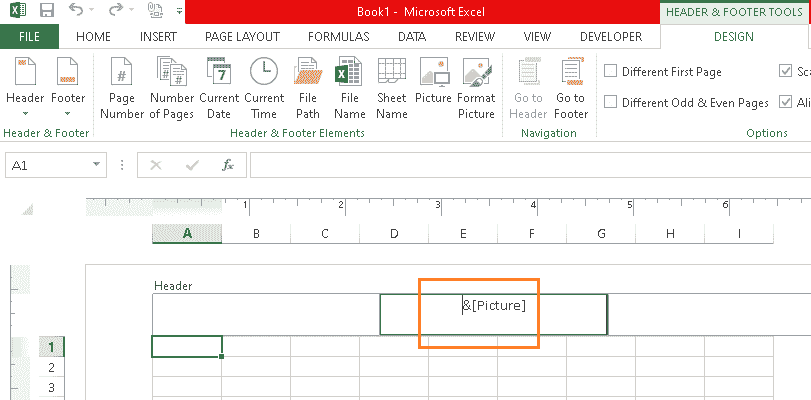 Book1 - Microsoft Excel
HEADER & FOOTER TOOLS
FILE HOME INSERT PAGE LAYOUT FORMULAS DATA REVIEW VIEW DEVELOPER DESIGN
Header Footer Page Number Number of Pages Current Date Current Time File Path File Name Sheet Name Picture Format Picture Go to Header Go to Footer
Different First Page
Different Odd & Even Pages
Header & Footer Header & Footer Elements Navigation Options
A1 fx
1 2 3 4 5 6
A B C D E F G H I
Header
&[Picture]
1
2
3